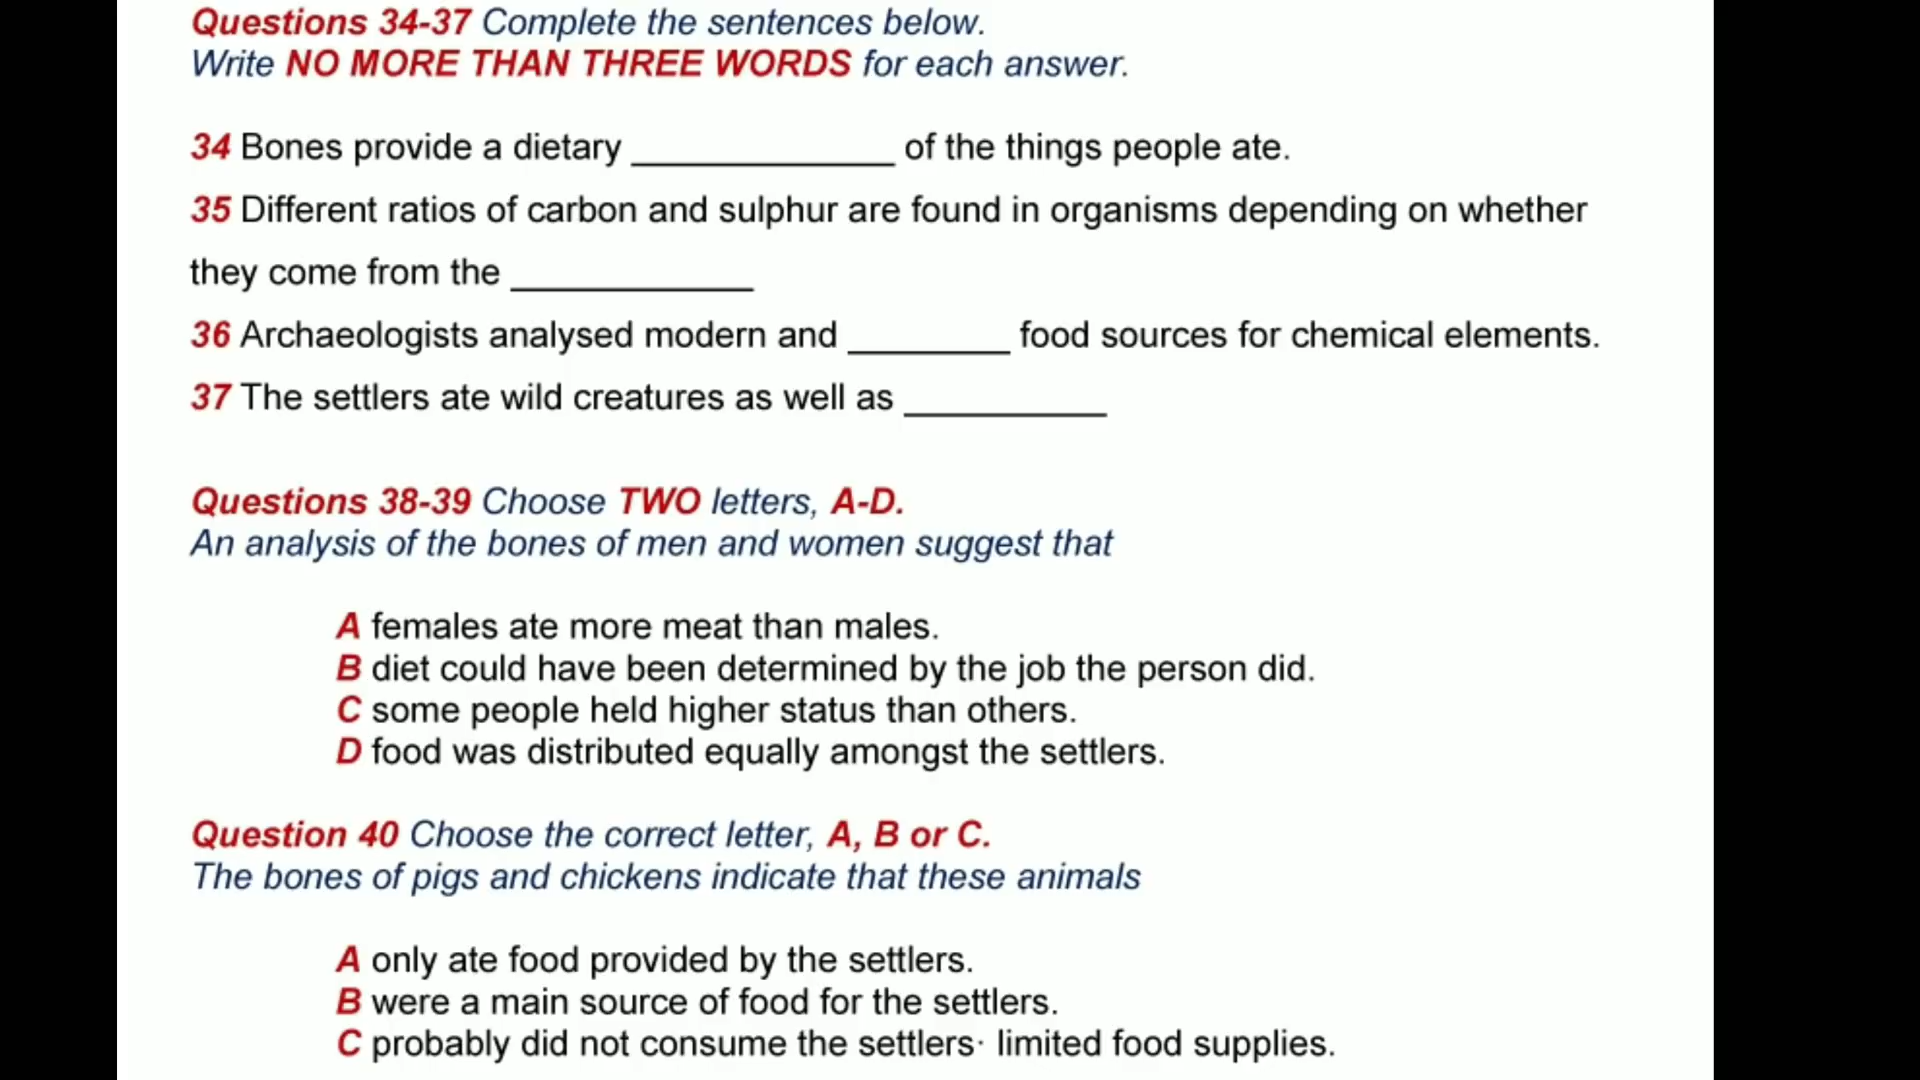 Questions 34-37 Complete the sentences below.
Write NO MORE THAN THREE WORDS for each answer.
34 Bones provide a dietary _____________ of the things people ate.
35 Different ratios of carbon and sulphur are found in organisms depending on whether
they come from the ____________
36 Archaeologists analysed modern and ________ food sources for chemical elements.
37 The settlers ate wild creatures as well as __________
Questions 38-39 Choose TWO letters, A-D.
An analysis of the bones of men and women suggest that
A females ate more meat than males.
B diet could have been determined by the job the person did.
C some people held higher status than others.
D food was distributed equally amongst the settlers.
Question 40 Choose the correct letter, A, B or C.
The bones of pigs and chickens indicate that these animals
A only ate food provided by the settlers.
B were a main source of food for the settlers.
C probably did not consume the settlers· limited food supplies.